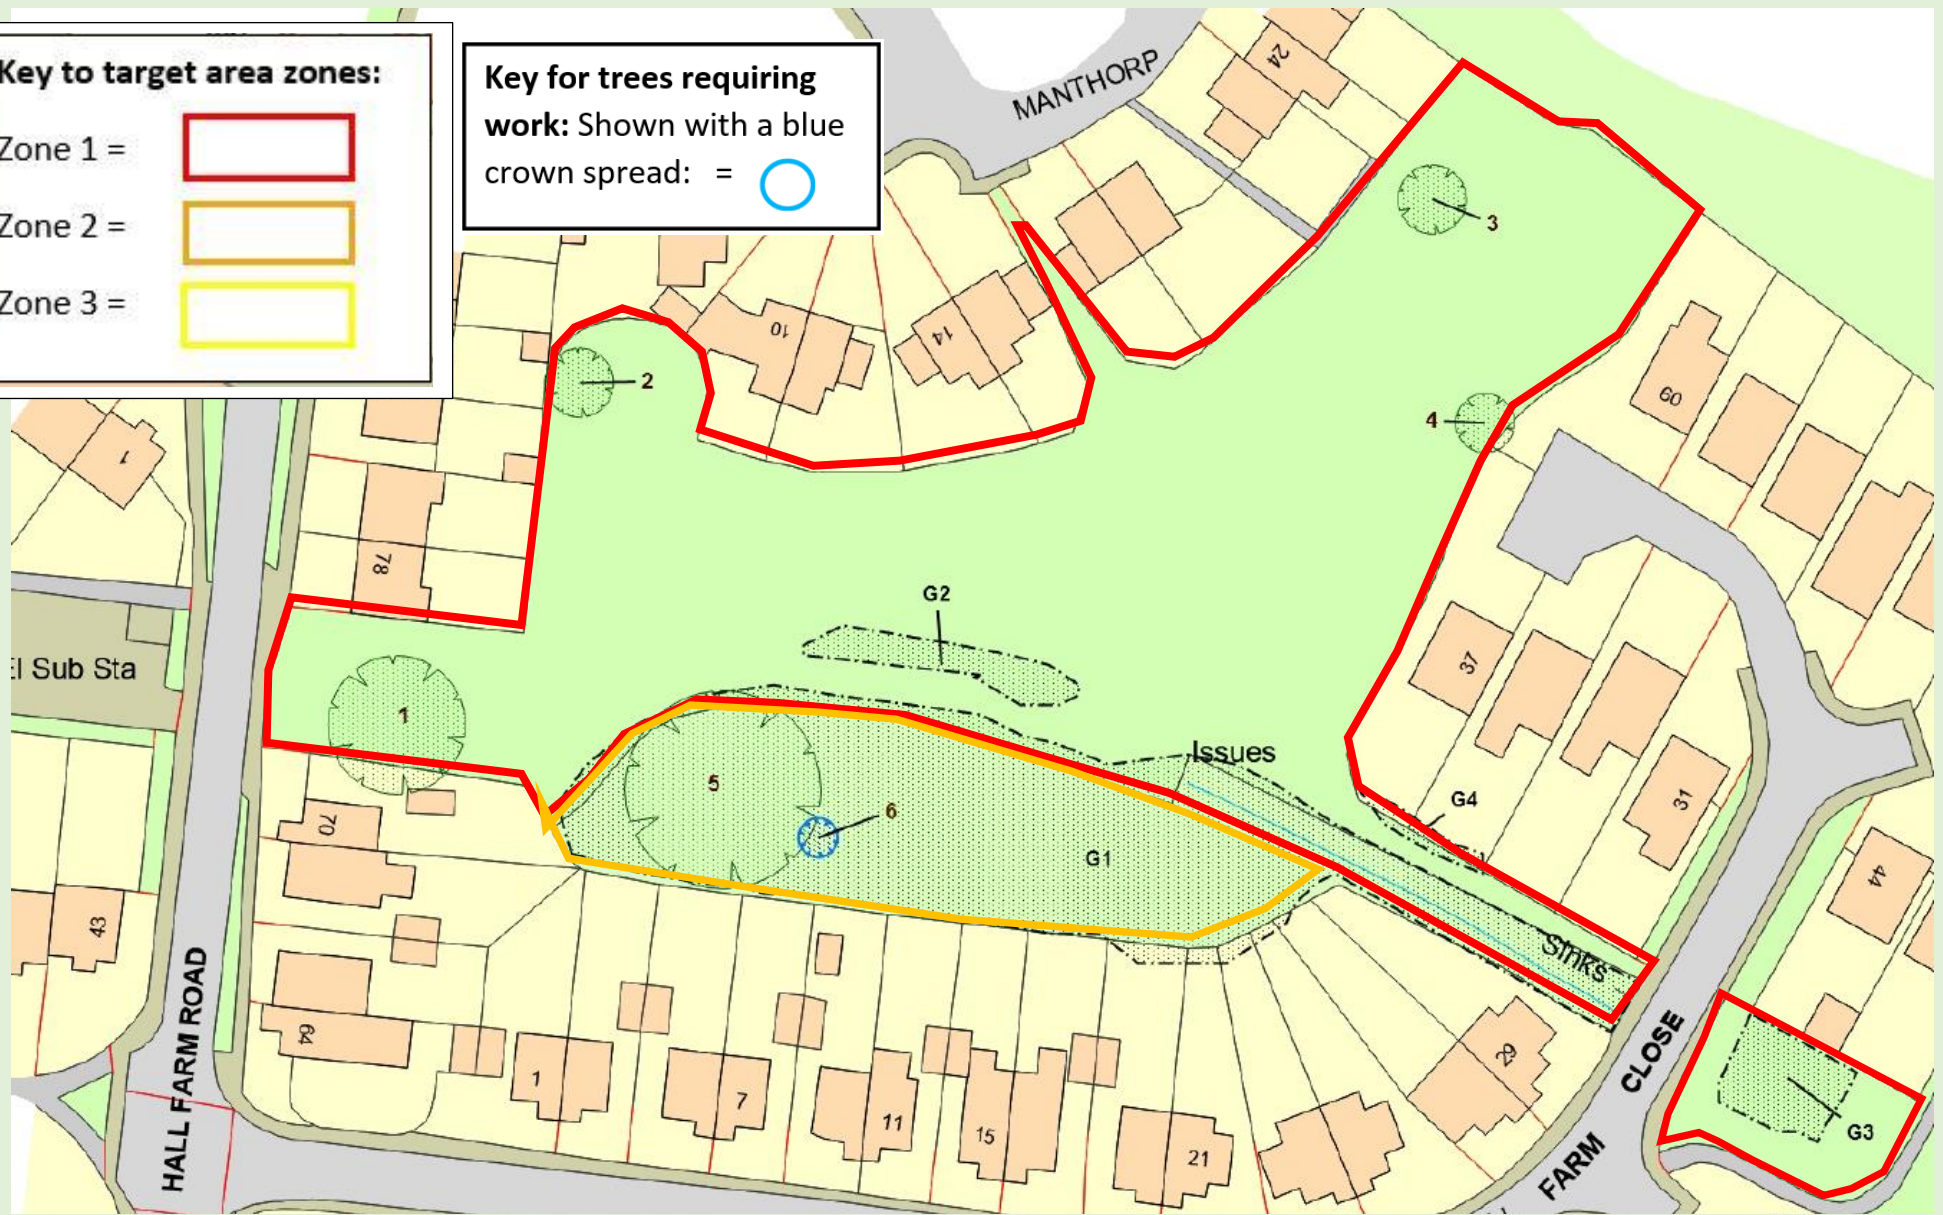 Key to target area zones:
Zone 1 =
Zone 2 =
Zone 3 =
Key for trees requiring
work: Shown with a blue
crown spread: =
MANTHORP
24
3
10
14
2
4
60
1
78
G2
El Sub Sta
37
1
Issues
5
6
G4
31
70
G1
44
43
Sinks
HALL FARM ROAD
64
29
CLOSE
1
7
11
15
21
FARM
G3